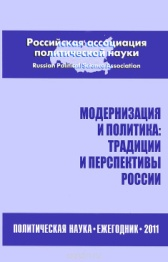 Российская ассоциация
политической науки
Russian Political Science Association
МОДЕРНИЗАЦИЯ
И ПОЛИТИКА:
ТРАДИЦИИ
И ПЕРСПЕКТИВЫ
РОССИИ
ПОЛИТИЧЕСКАЯ НАУКА • ЕЖЕГОДНИК • 2011